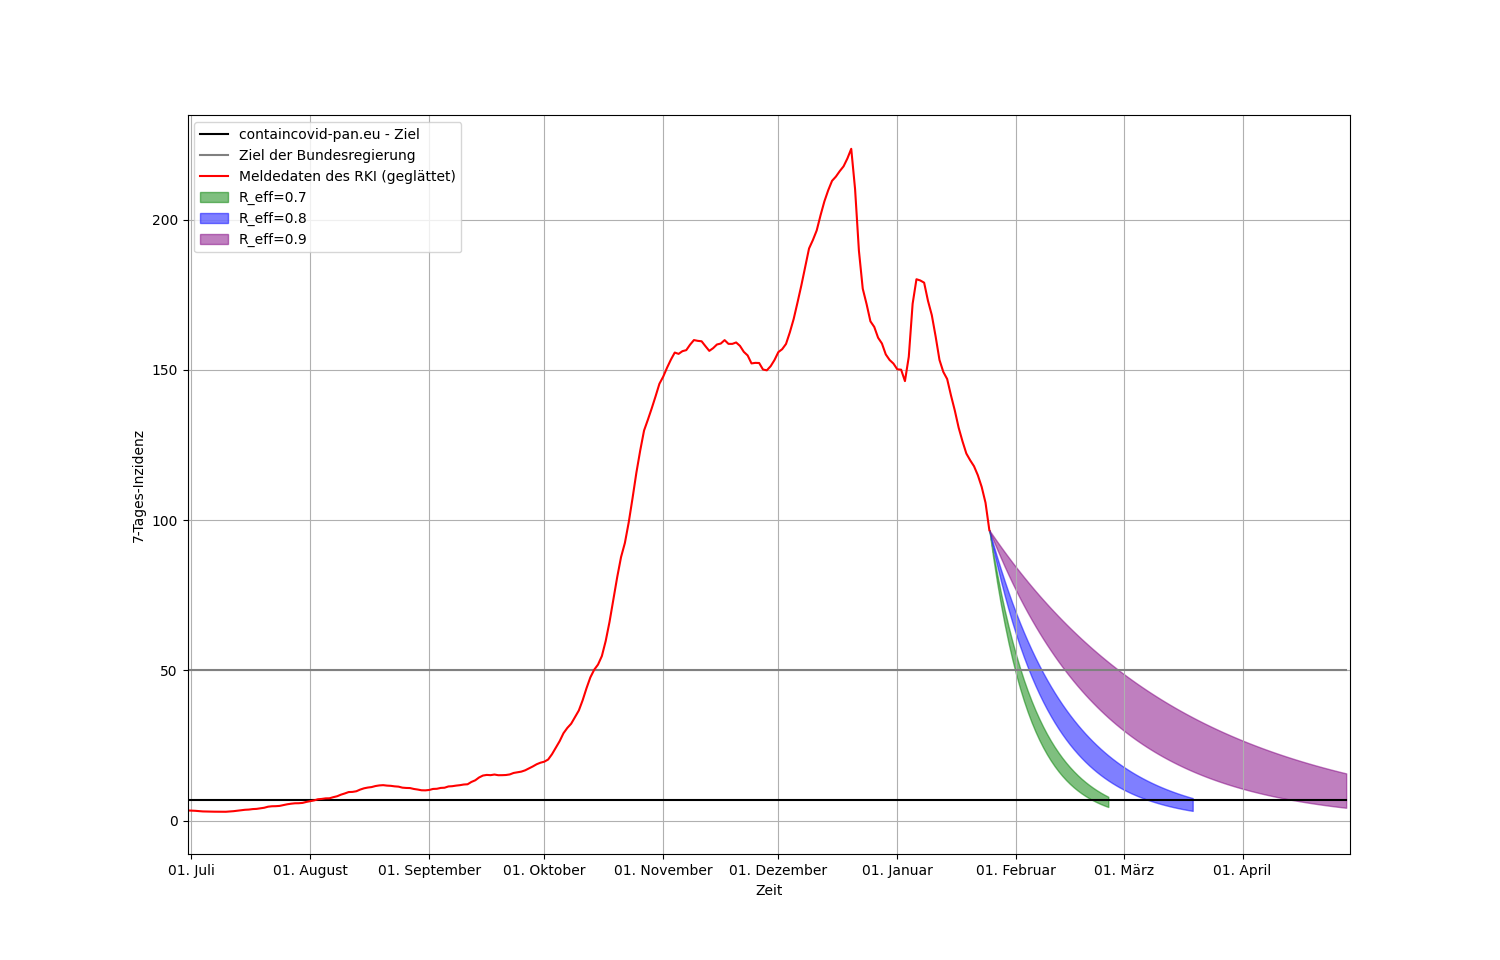 containcovid-pan.eu - Ziel
Ziel der Bundesregierung
Meldedaten des RKI (geglättet)
R_eff=0.7
R_eff=0.8
R_eff=0.9
200
150
100
50
0
7-Tages-Inzidenz
01. Juli 01. August 01. September 01. Oktober 01. November 01. Dezember 01. Januar 01. Februar 01. März 01. April
Zeit